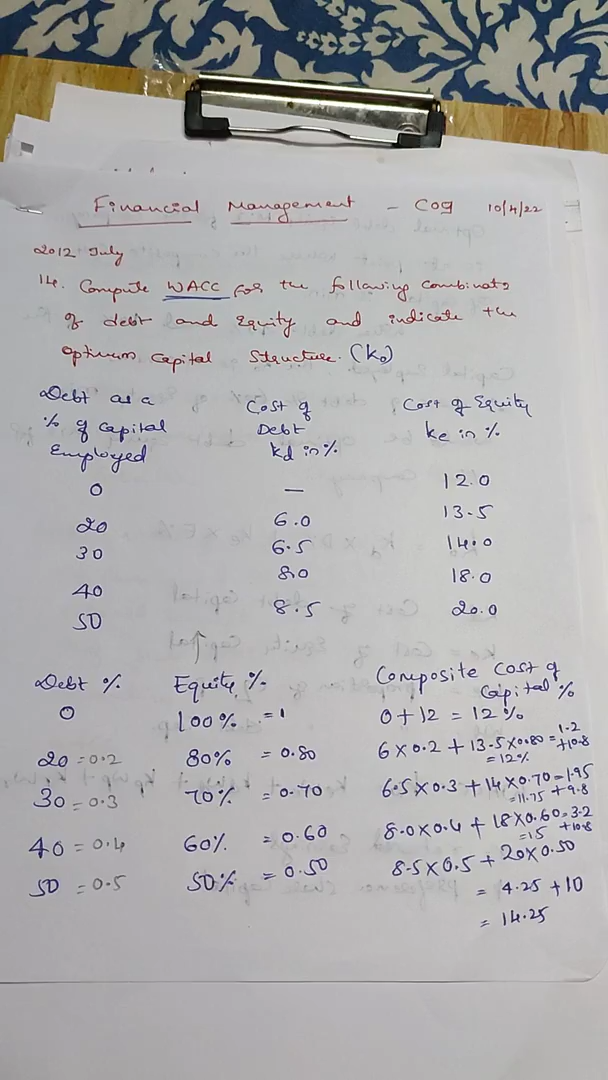 Financial Management - C09 10/4/22
2012 July
14. Compute WACC for the following Combinats
of debt and Equity and indicate the
optimum Capital Structure. (Ko)
Debt as a
% of Capital
Employed
Cost of
Debt
Kd in %
Cost of Equity
Ke in %
0 — 12.0
20 6.0 13.5
30 6.5 14.0
40 8.0 18.0
50 8.5 20.0
Debt % Equity % Composite Cost of
Capital %
0 100% = 1 0 + 12 = 12%
20 = 0.2 80% = 0.80 6 x 0.2 + 13.5 x 0.80 = 1.2
+10.8
= 12%
30 = 0.3 70% = 0.70 6.5 x 0.3 + 14 x 0.70 = 1.95
= 11.75 + 9.8
40 = 0.4 60% = 0.60 8.0 x 0.4 + 18 x 0.60 = 3.2
= 15 + 10.8
50 = 0.5 50% = 0.50 8.5 x 0.5 + 20 x 0.50
= 4.25 + 10
= 14.25